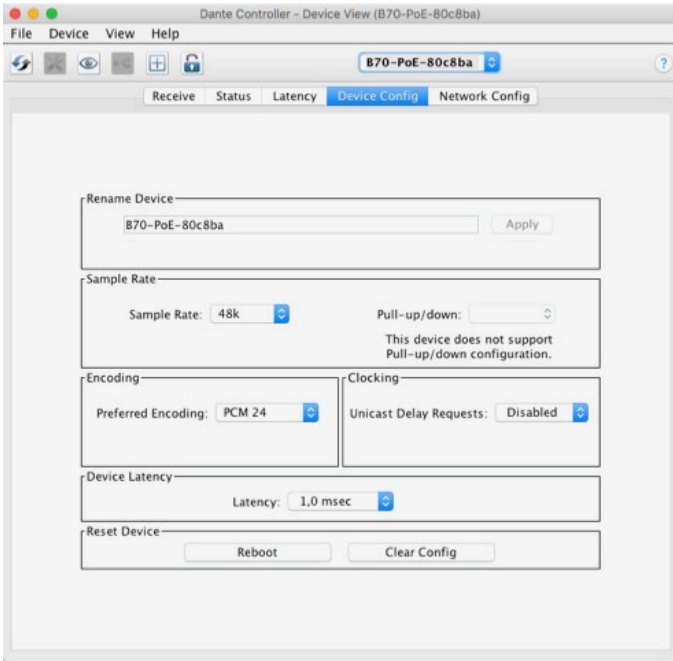 Dante Controller - Device View (B70-PoE-80c8ba)
File Device View Help
B70-PoE-80c8ba
?
Receive Status Latency Device Config Network Config
Rename Device
B70-PoE-80c8ba Apply
Sample Rate
Sample Rate: 48k Pull-up/down:
This device does not support
Pull-up/down configuration.
Encoding Clocking
Preferred Encoding: PCM 24 Unicast Delay Requests: Disabled
Device Latency
Latency: 1,0 msec
Reset Device
Reboot Clear Config